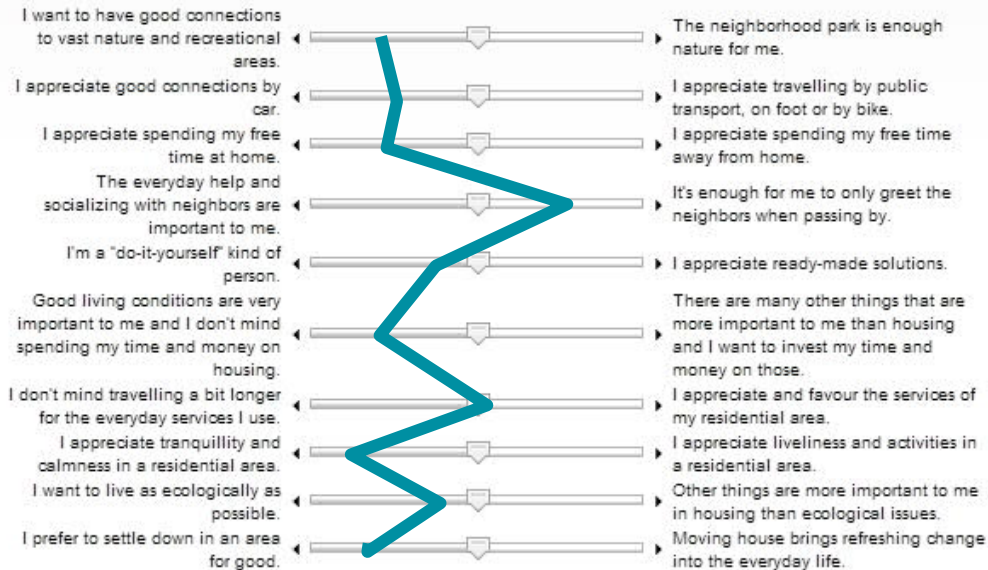 I want to have good connections
to vast nature and recreational
areas.
The neighborhood park is enough
nature for me.
I appreciate good connections by
car.
I appreciate travelling by public
transport, on foot or by bike.
I appreciate spending my free
time at home.
I appreciate spending my free time
away from home.
The everyday help and
socializing with neighbors are
important to me.
It's enough for me to only greet the
neighbors when passing by.
I'm a "do-it-yourself" kind of
person.
I appreciate ready-made solutions.
Good living conditions are very
important to me and I don't mind
spending my time and money on
housing.
There are many other things that are
more important to me than housing
and I want to invest my time and
money on those.
I don't mind travelling a bit longer
for the everyday services I use.
I appreciate and favour the services of
my residential area.
I appreciate tranquillity and
calmness in a residential area.
I appreciate liveliness and activities in
a residential area.
I want to live as ecologically as
possible.
Other things are more important to me
in housing than ecological issues.
I prefer to settle down in an area
for good.
Moving house brings refreshing change
into the everyday life.